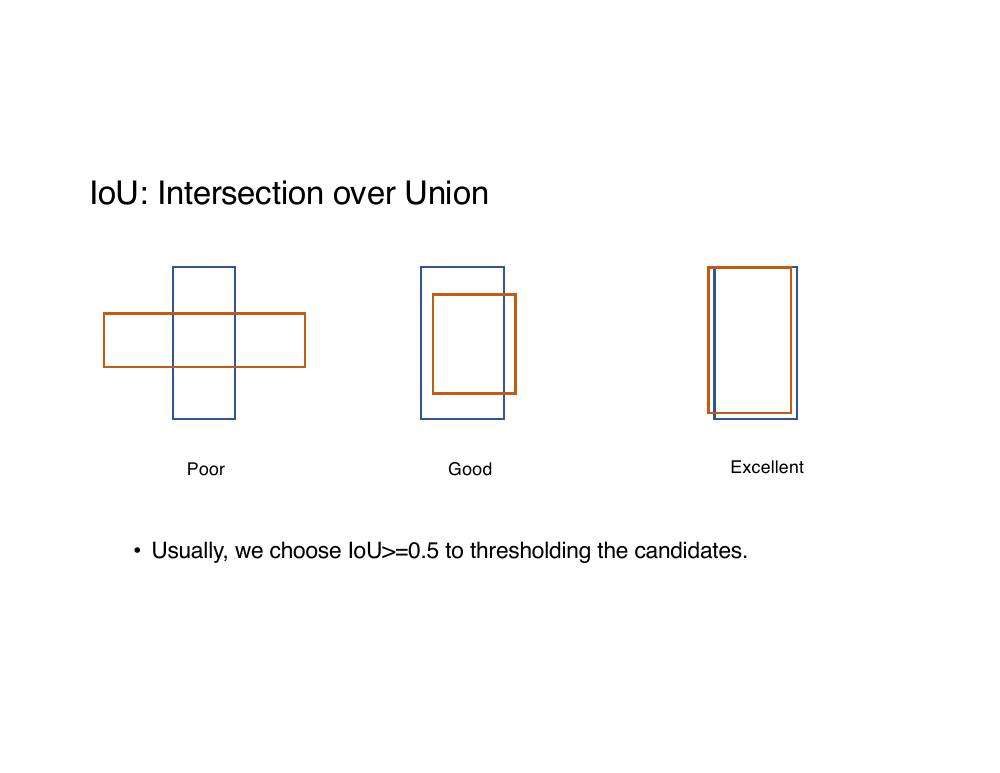 IoU: Intersection over Union
Poor
Good
Excellent
• Usually, we choose IoU>=0.5 to thresholding the candidates.